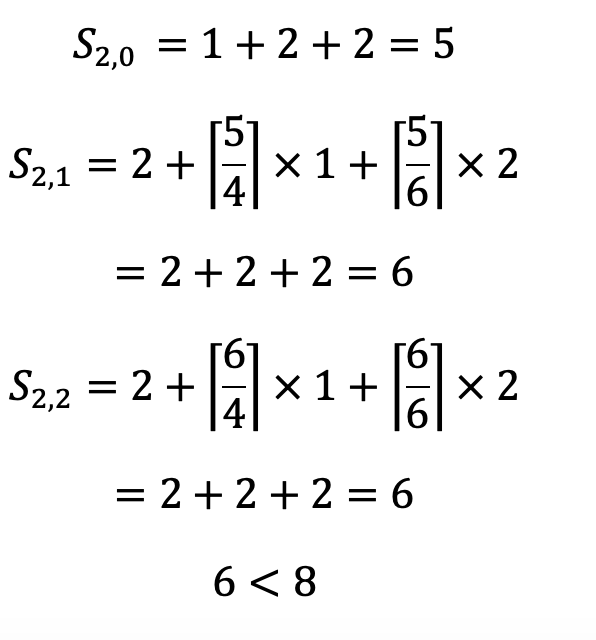 S₂,₀ = 1 + 2 + 2 = 5
S₂,₁ = 2 + ⌈5/4⌉ × 1 + ⌈5/6⌉ × 2
= 2 + 2 + 2 = 6
S₂,₂ = 2 + ⌈6/4⌉ × 1 + ⌈6/6⌉ × 2
= 2 + 2 + 2 = 6
6 < 8